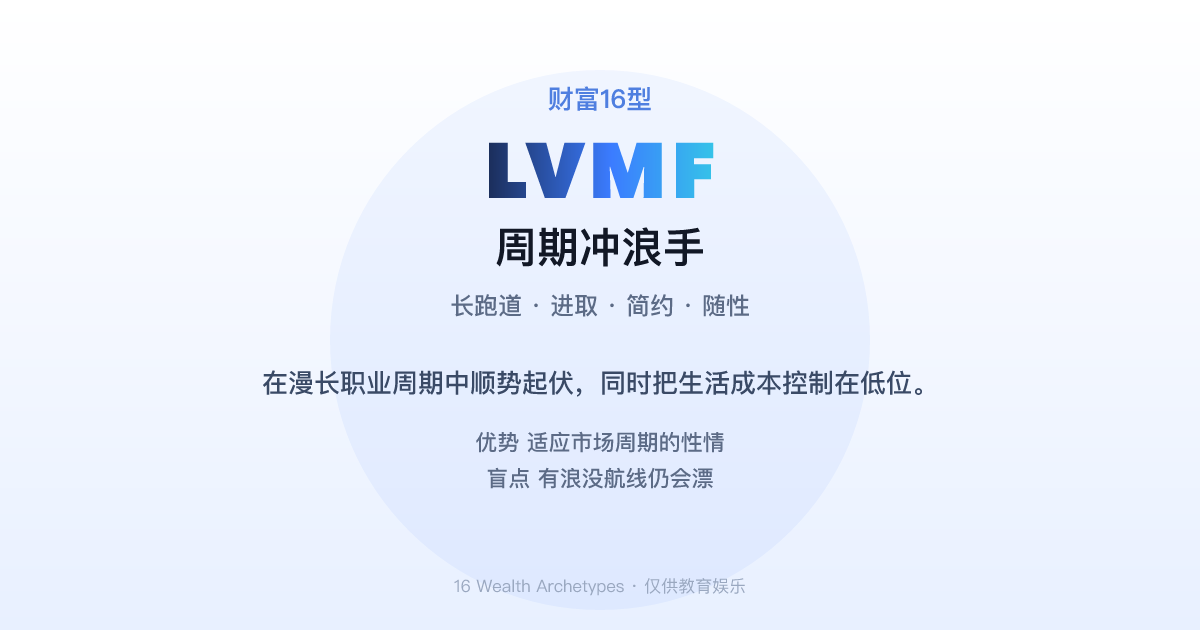 财富16型
LVMF
周期冲浪手
长跑道 · 进取 · 简约 · 随性
在漫长职业周期中顺势起伏，同时把生活成本控制在低位。
优势 适应市场周期的性情
盲点 有浪没航线仍会漂
16 Wealth Archetypes · 仅供教育娱乐